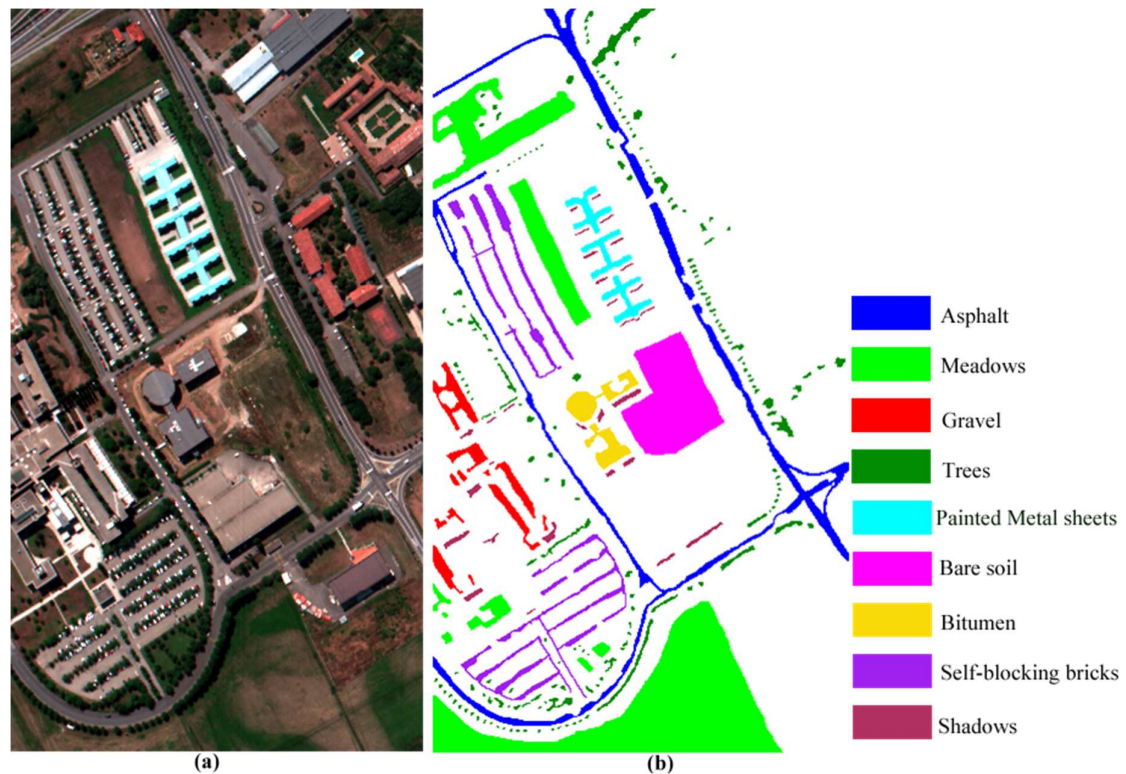 Asphalt
Meadows
Gravel
Trees
Painted Metal sheets
Bare soil
Bitumen
Self-blocking bricks
Shadows
(a)
(b)